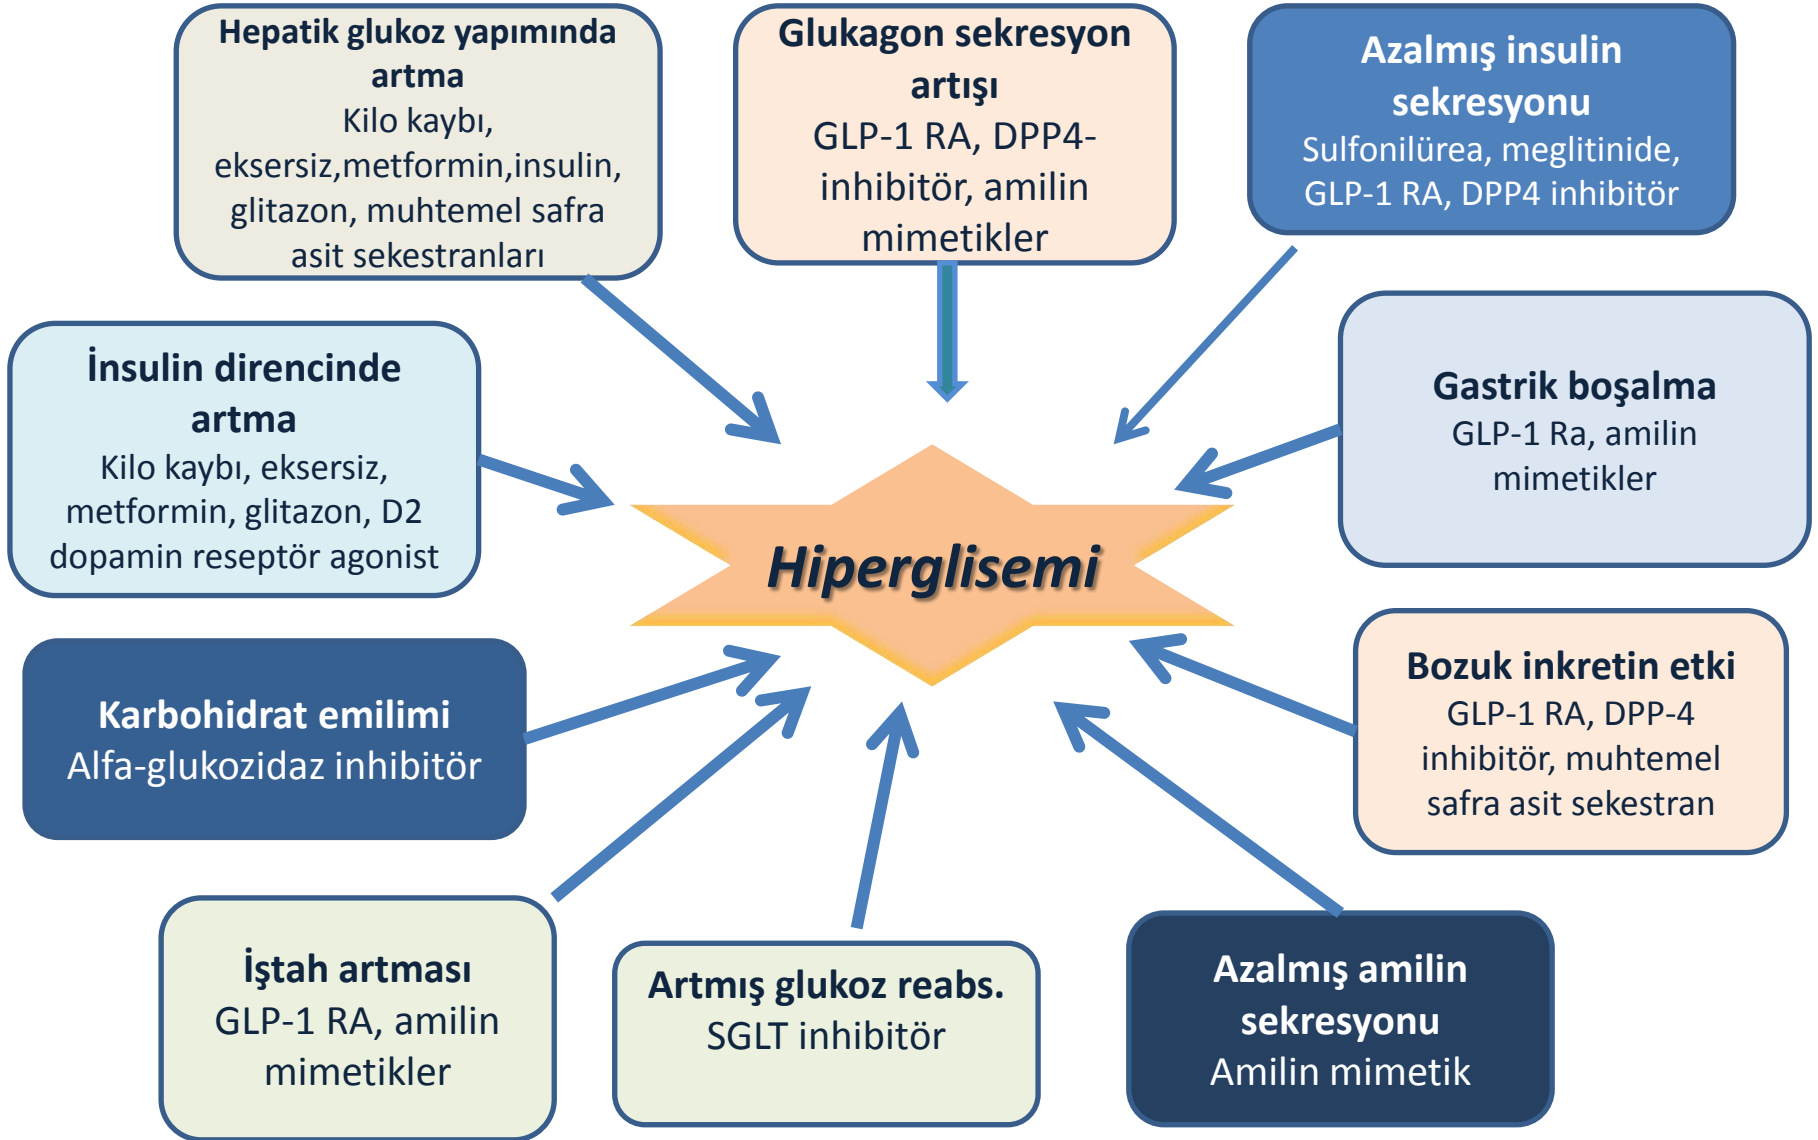 Hepatik glukoz yapımında
artma
Kilo kaybı,
eksersiz,metformin,insulin,
glitazon, muhtemel safra
asit sekestranları
Glukagon sekresyon
artışı
GLP-1 RA, DPP4-
inhibitör, amilin
mimetikler
Azalmış insulin
sekresyonu
Sulfonilürea, meglitinide,
GLP-1 RA, DPP4 inhibitör
İnsulin direncinde
artma
Kilo kaybı, eksersiz,
metformin, glitazon, D2
dopamin reseptör agonist
Gastrik boşalma
GLP-1 Ra, amilin
mimetikler
Hiperglisemi
Karbohidrat emilimi
Alfa-glukozidaz inhibitör
Bozuk inkretin etki
GLP-1 RA, DPP-4
inhibitör, muhtemel
safra asit sekestran
İştah artması
GLP-1 RA, amilin
mimetikler
Artmış glukoz reabs.
SGLT inhibitör
Azalmış amilin
sekresyonu
Amilin mimetik